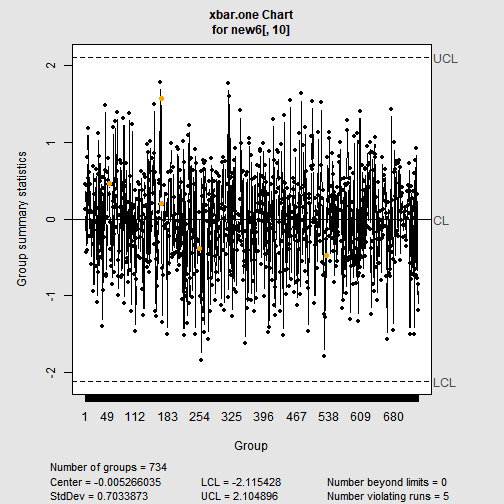 xbar.one Chart
for new6[, 10]
UCL
CL
LCL
Group summary statistics
2
1
0
-1
-2
1 49 112 183 254 325 396 467 538 609 680
Group
Number of groups = 734
Center = -0.005266035 LCL = -2.115428 Number beyond limits = 0
StdDev = 0.7033873 UCL = 2.104896 Number violating runs = 5